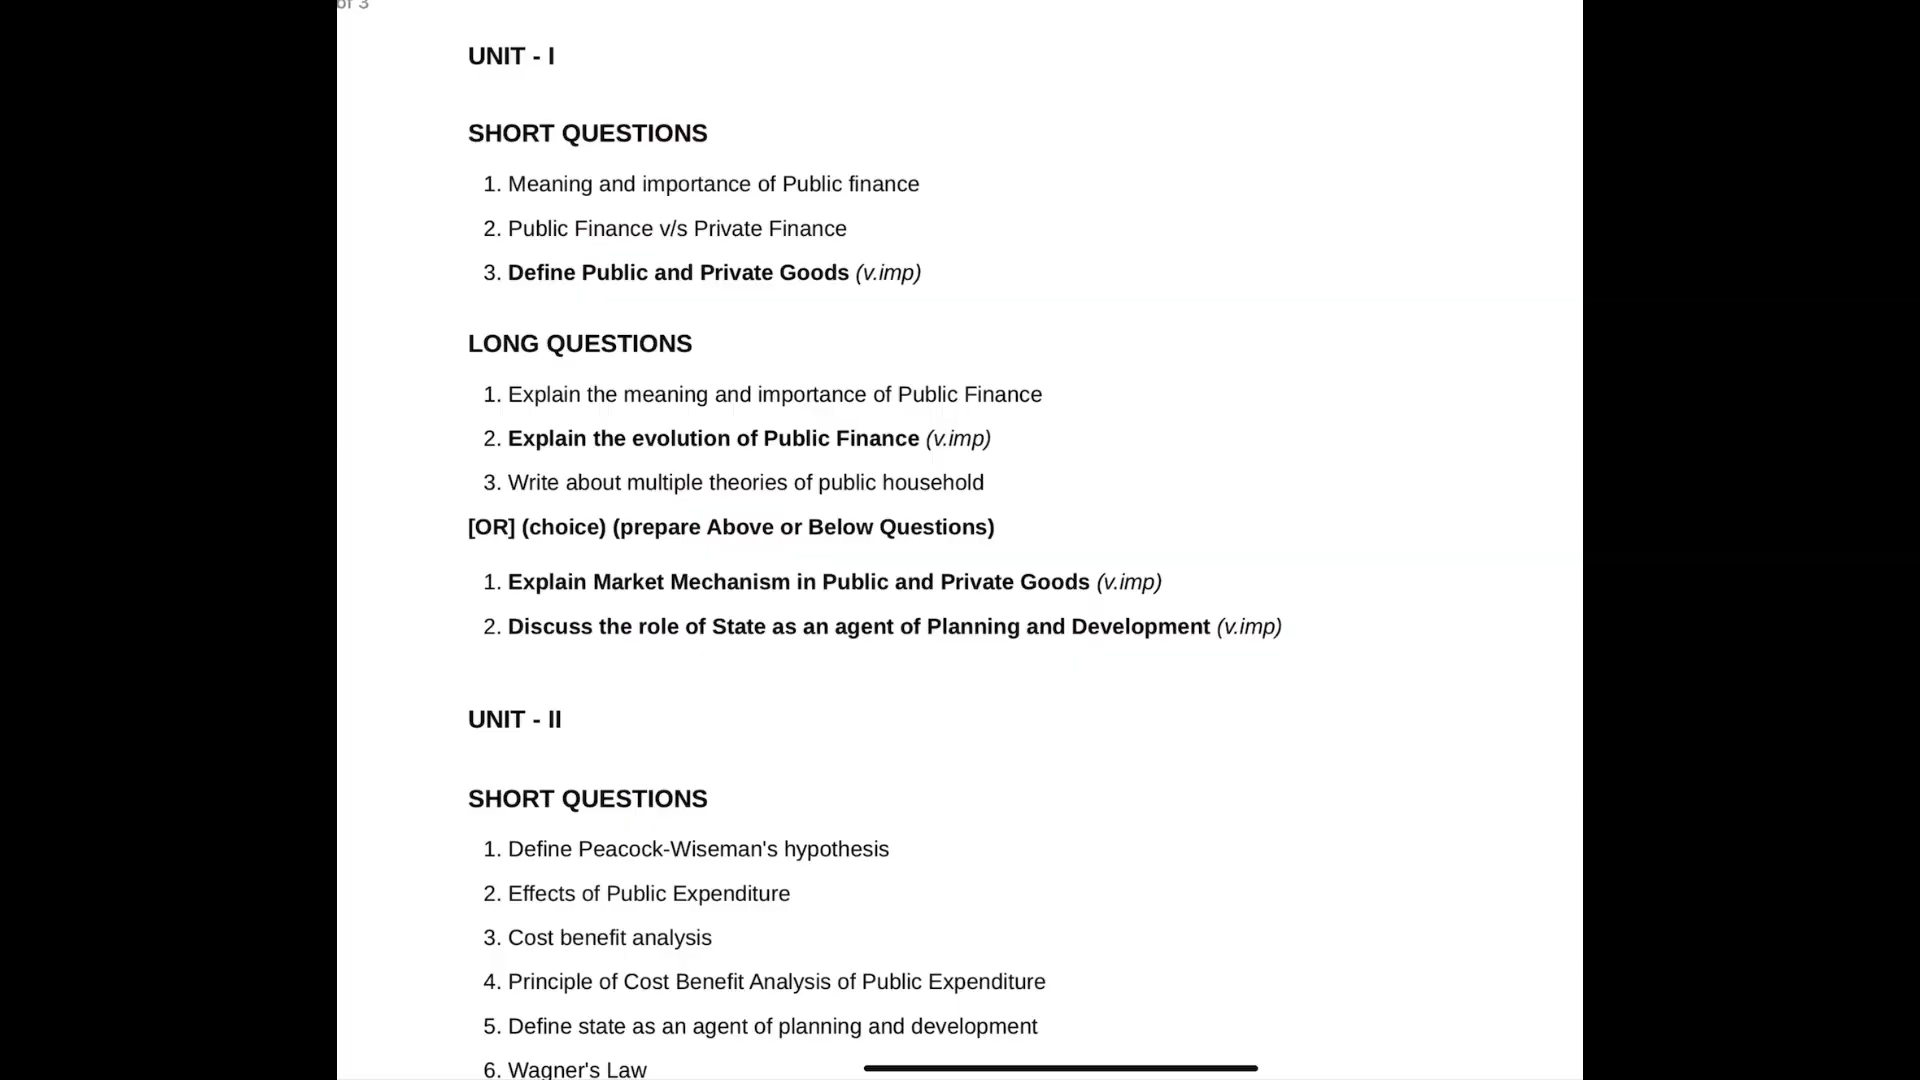 of 3
UNIT - I
SHORT QUESTIONS
1. Meaning and importance of Public finance
2. Public Finance v/s Private Finance
3. Define Public and Private Goods (v.imp)
LONG QUESTIONS
1. Explain the meaning and importance of Public Finance
2. Explain the evolution of Public Finance (v.imp)
3. Write about multiple theories of public household
[OR] (choice) (prepare Above or Below Questions)
1. Explain Market Mechanism in Public and Private Goods (v.imp)
2. Discuss the role of State as an agent of Planning and Development (v.imp)
UNIT - II
SHORT QUESTIONS
1. Define Peacock-Wiseman's hypothesis
2. Effects of Public Expenditure
3. Cost benefit analysis
4. Principle of Cost Benefit Analysis of Public Expenditure
5. Define state as an agent of planning and development
6. Wagner's Law